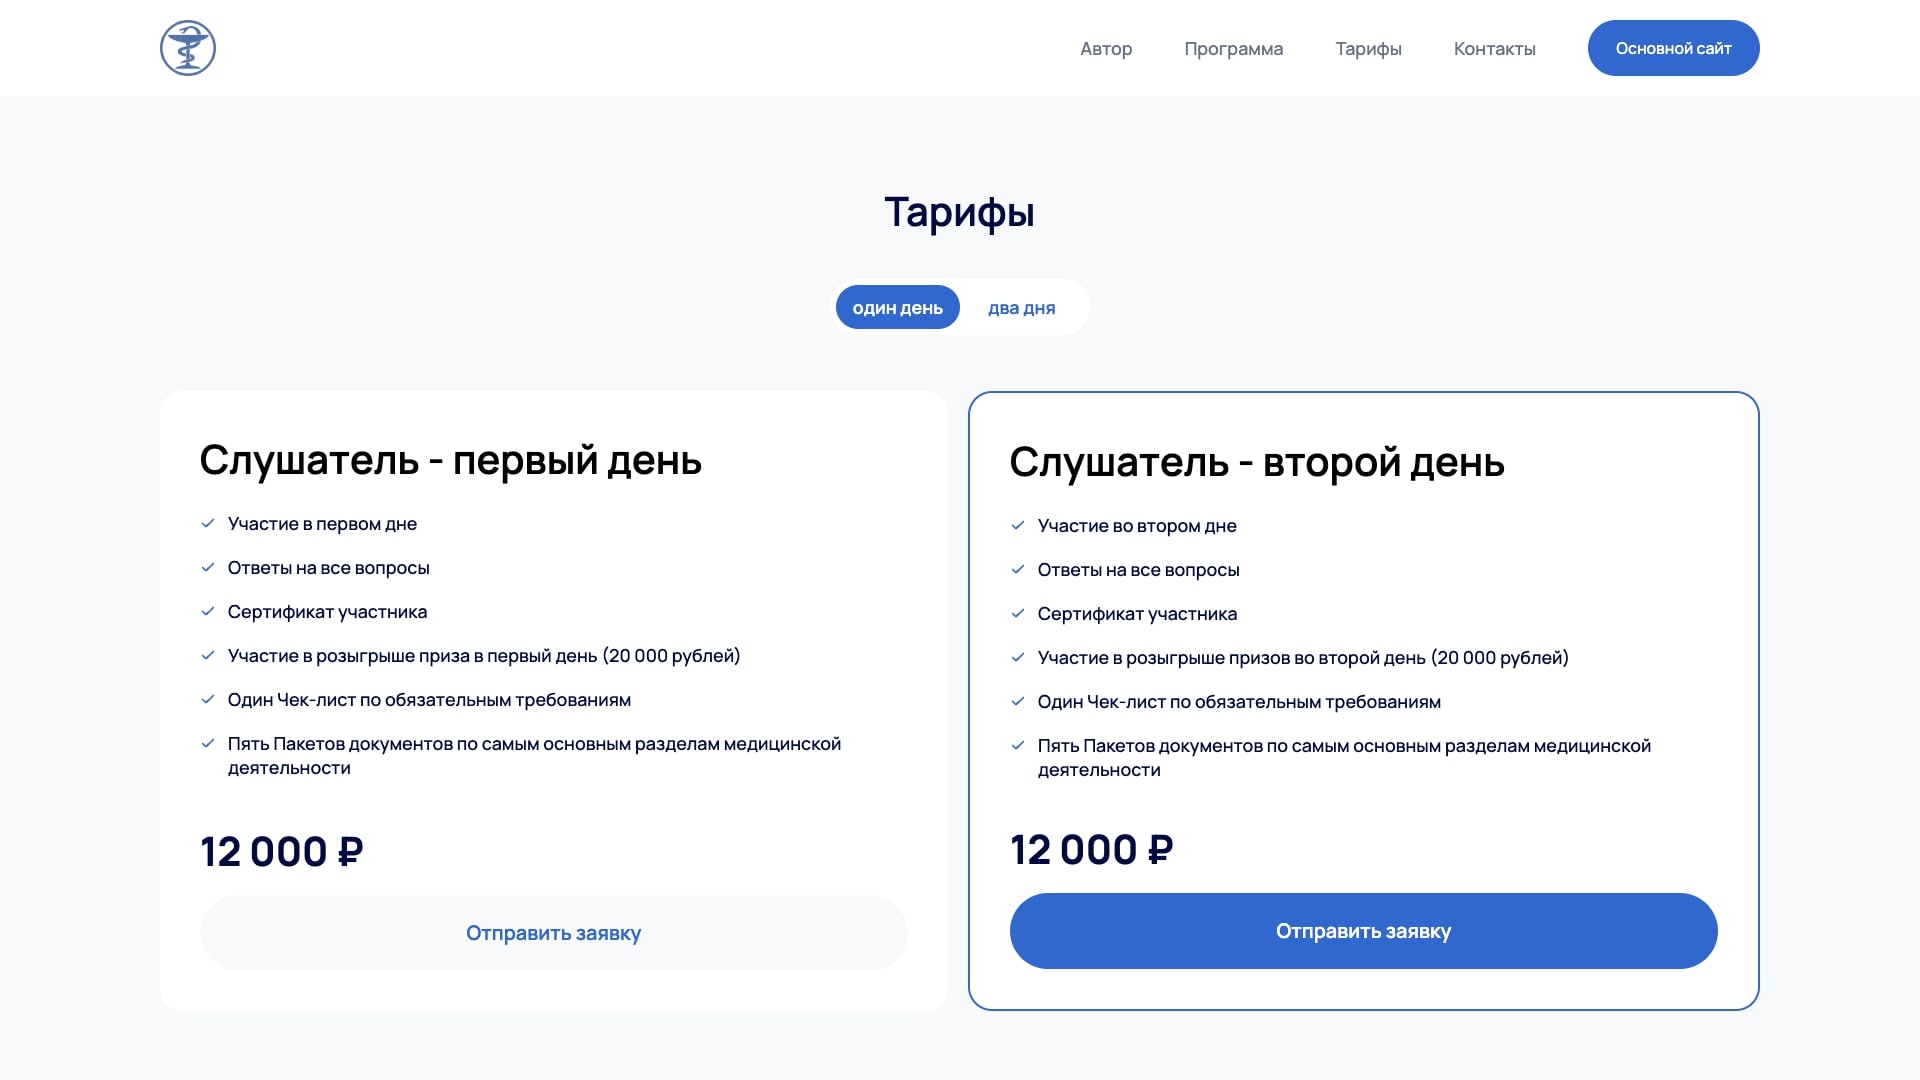 Автор
Программа
Тарифы
Контакты
Основной сайт
Тарифы
один день
два дня
Слушатель - первый день
Участие в первом дне
Ответы на все вопросы
Сертификат участника
Участие в розыгрыше приза в первый день (20 000 рублей)
Один Чек-лист по обязательным требованиям
Пять Пакетов документов по самым основным разделам медицинской
деятельности
12 000 ₽
Отправить заявку
Слушатель - второй день
Участие во втором дне
Ответы на все вопросы
Сертификат участника
Участие в розыгрыше призов во второй день (20 000 рублей)
Один Чек-лист по обязательным требованиям
Пять Пакетов документов по самым основным разделам медицинской
деятельности
12 000 ₽
Отправить заявку